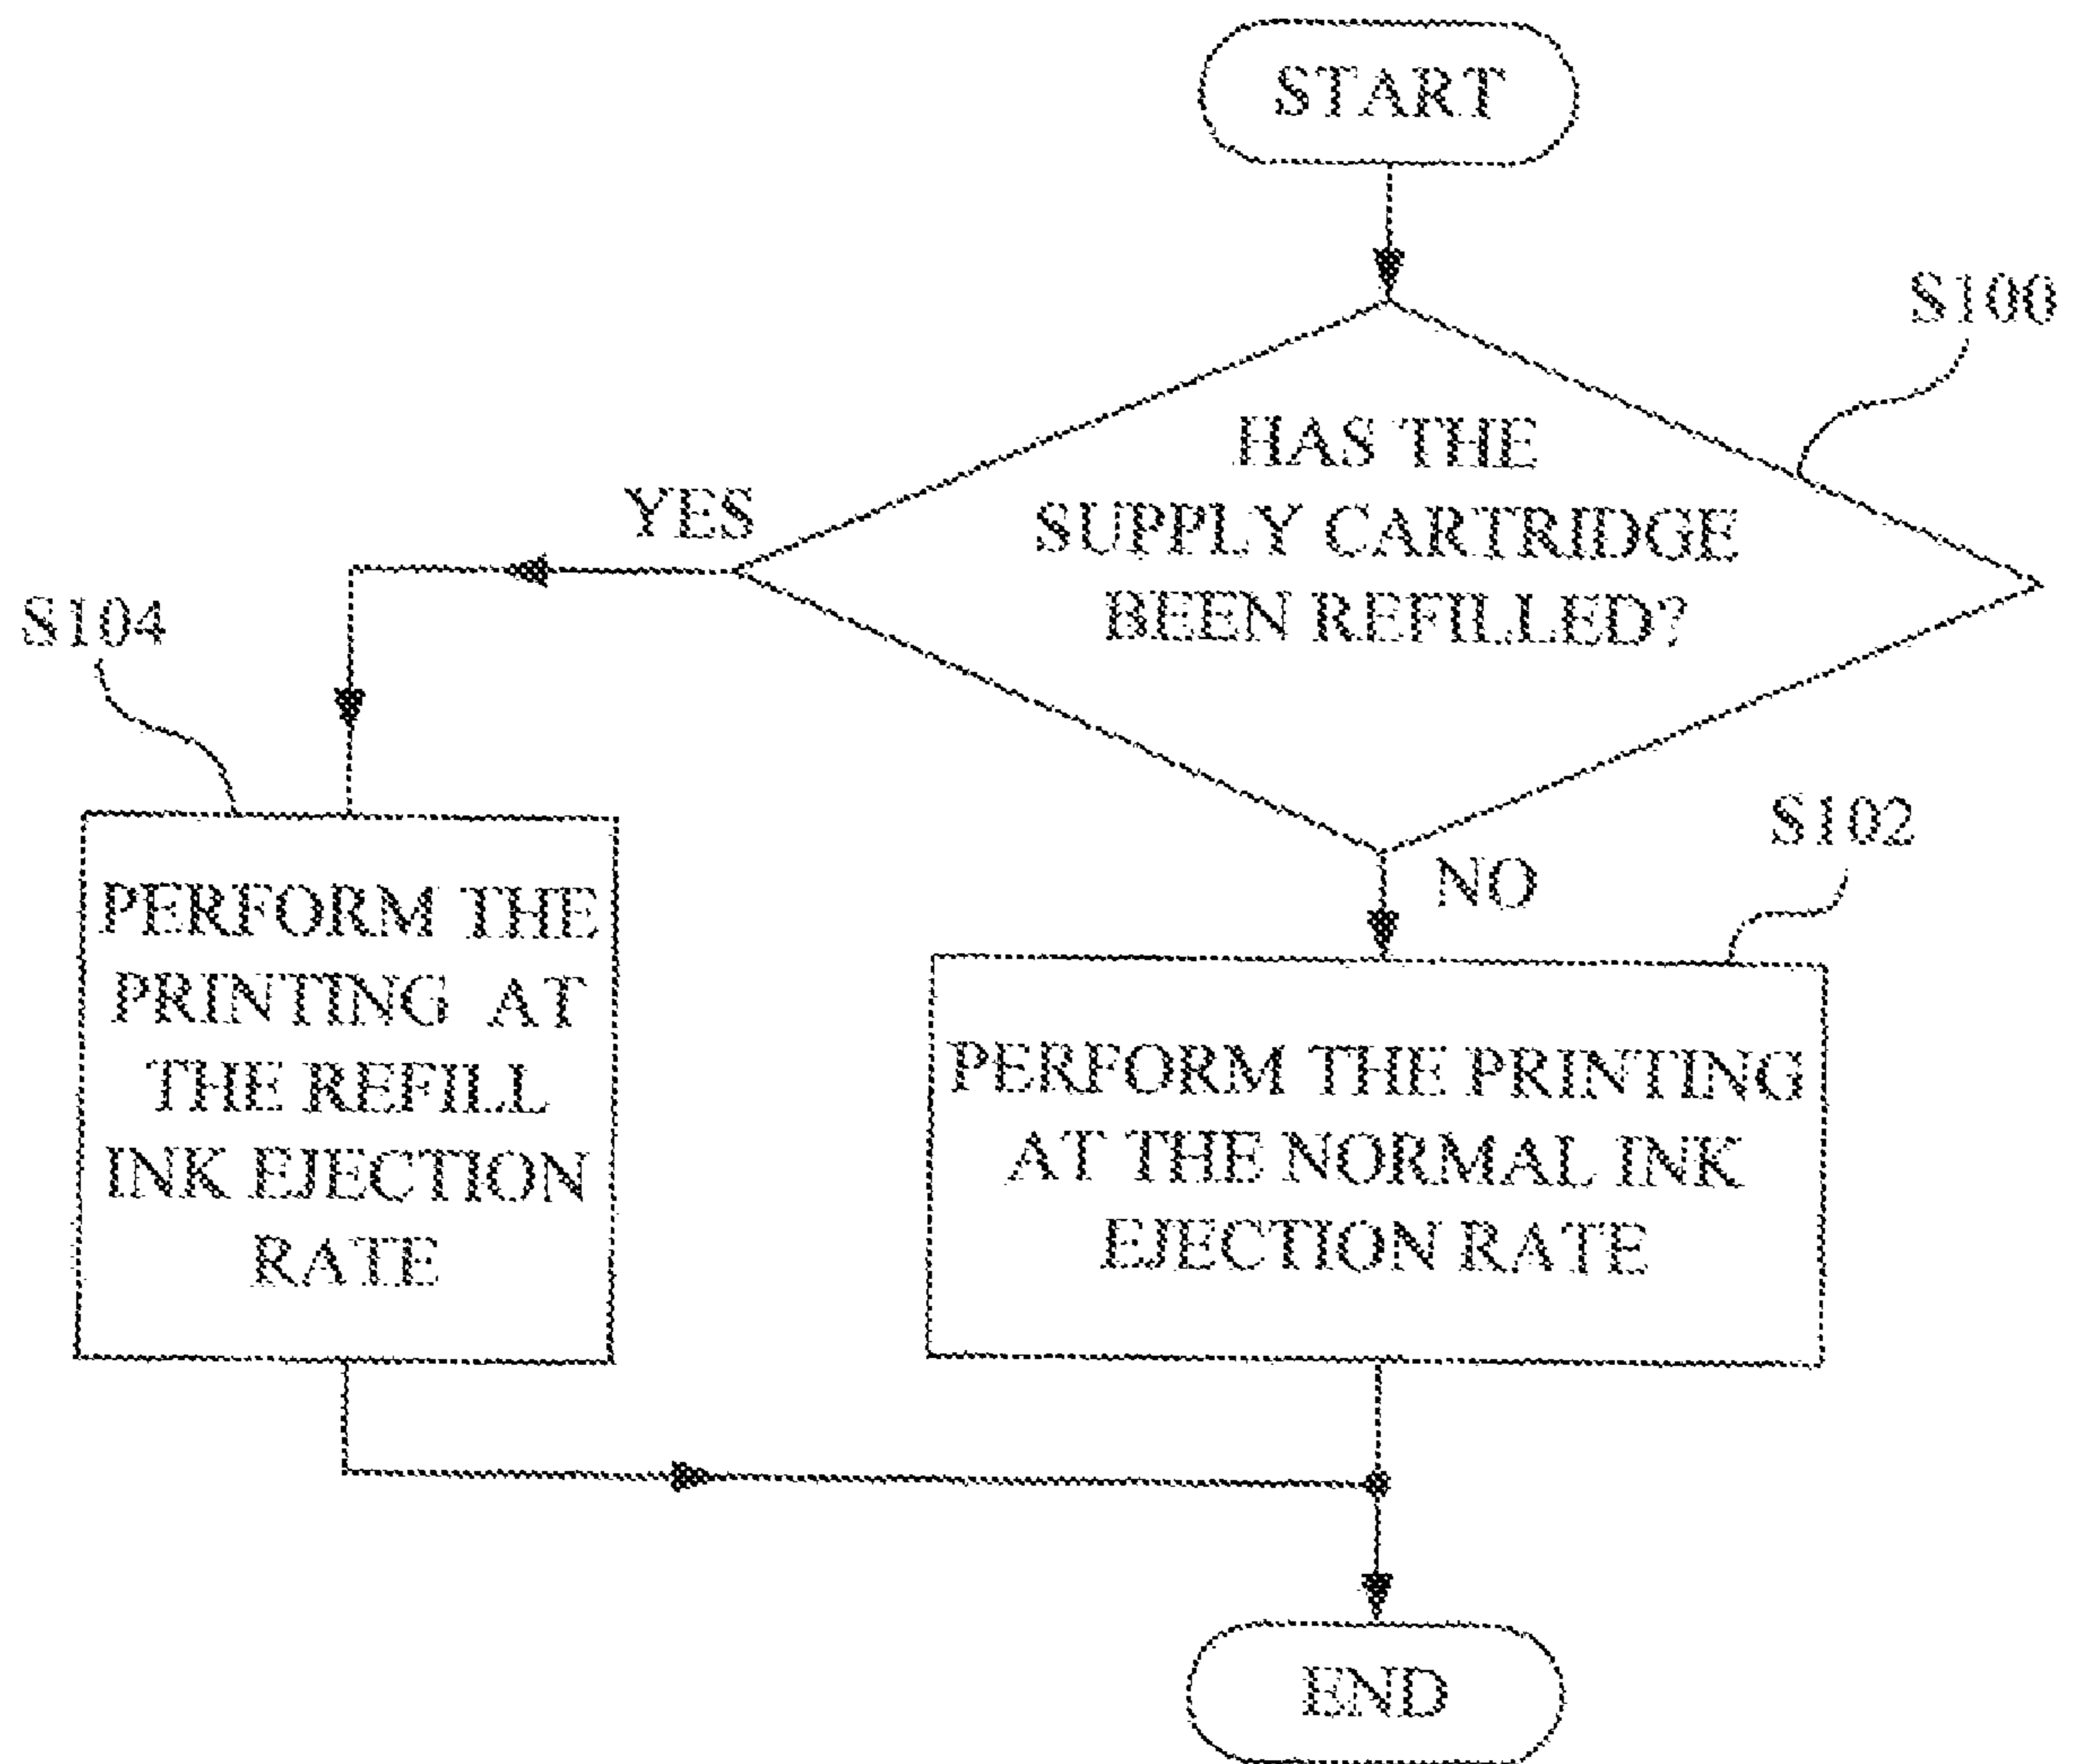 START
S100
HAS THE
SUPPLY CARTRIDGE
BEEN REFILLED?
YES
S104
NO
S102
PERFORM THE
PRINTING AT
THE REFILL
INK EJECTION
RATE
PERFORM THE PRINTING
AT THE NORMAL INK
EJECTION RATE
END